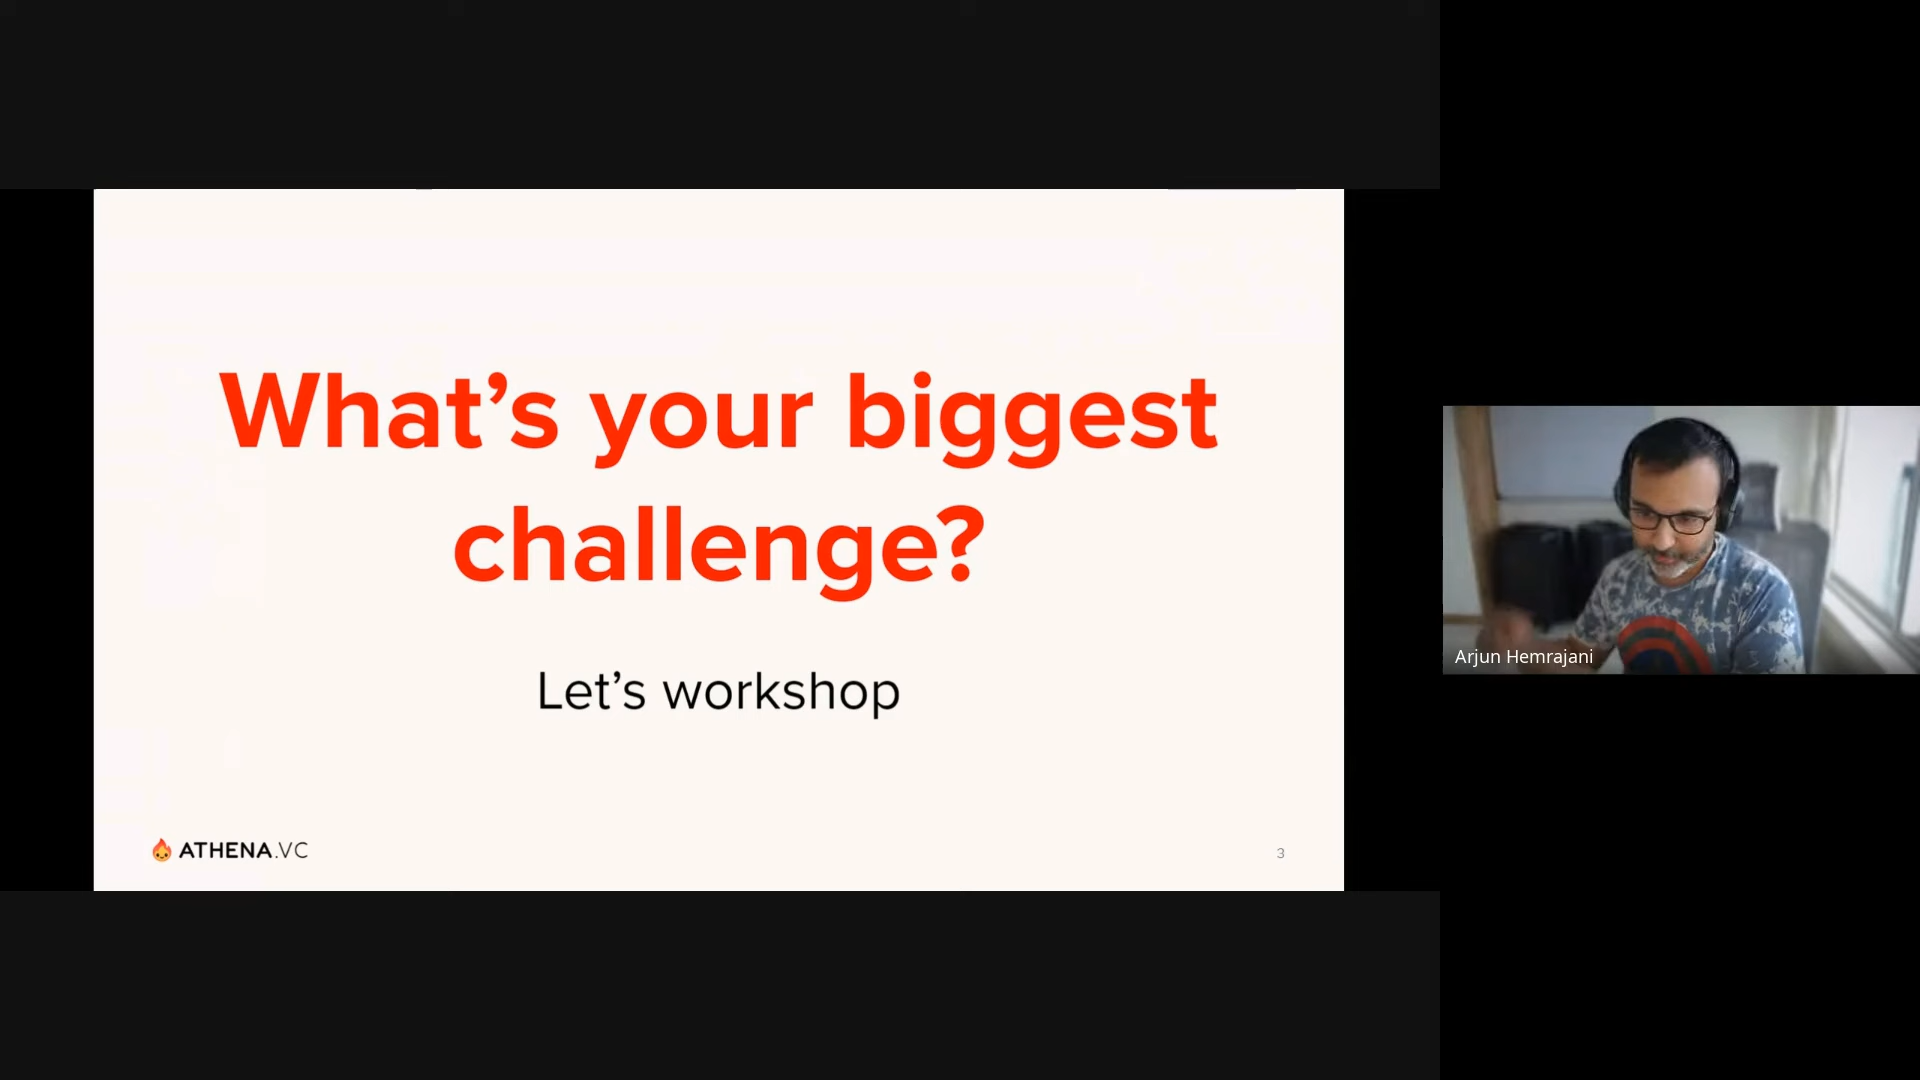 What’s your biggest
challenge?
Let’s workshop
ATHENA.VC
3
Arjun Hemrajani